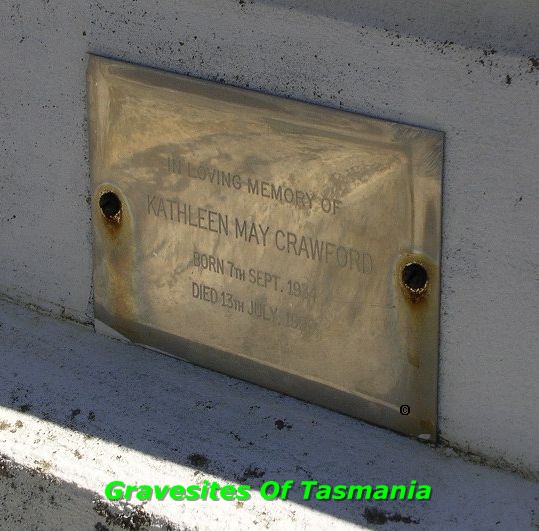 IN LOVING MEMORY OF
KATHLEEN MAY CRAWFORD
BORN 7TH SEPT.
DIED 13TH JULY.
©
Gravesites Of Tasmania